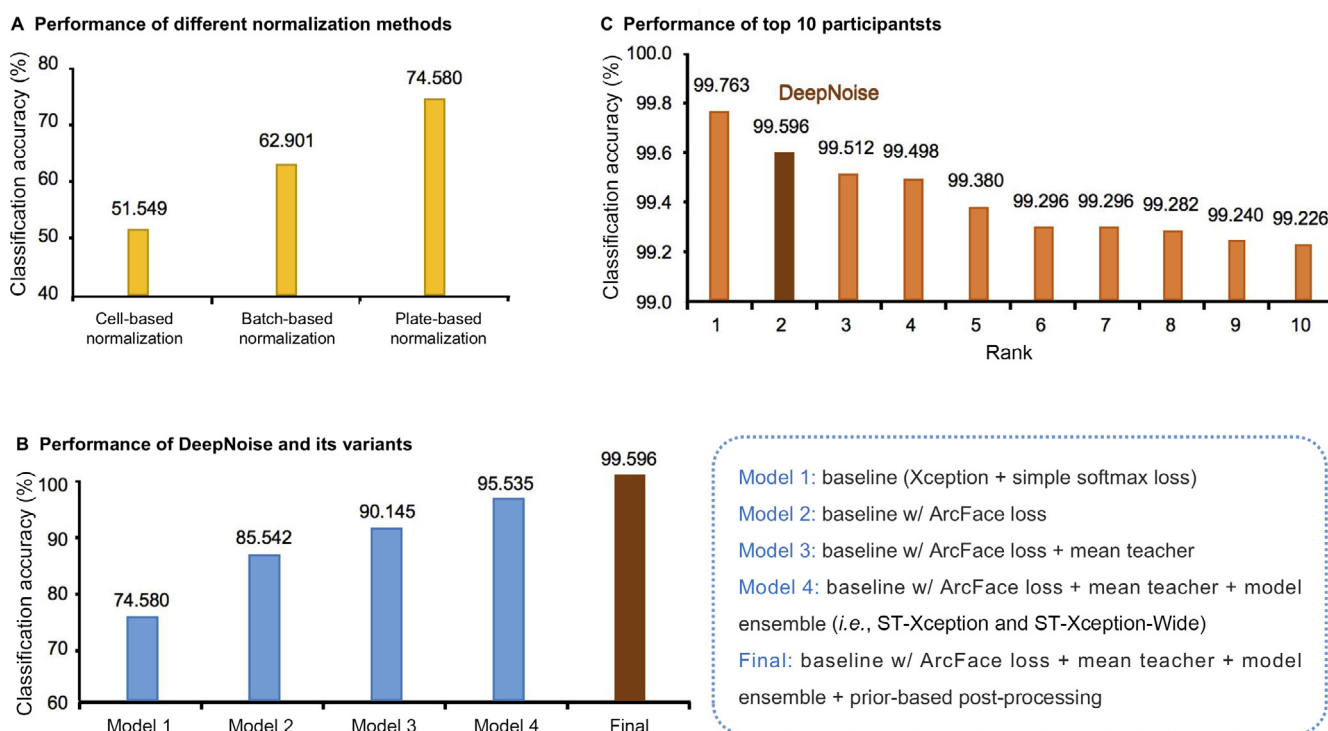 A Performance of different normalization methods
Classification accuracy (%)
80
70
60
50
40
51.549
62.901
74.580
Cell-based
normalization
Batch-based
normalization
Plate-based
normalization
C Performance of top 10 participantsts
Classification accuracy (%)
100.0
99.8
99.6
99.4
99.2
99.0
DeepNoise
99.763
99.596
99.512
99.498
99.380
99.296
99.296
99.282
99.240
99.226
1 2 3 4 5 6 7 8 9 10
Rank
B Performance of DeepNoise and its variants
Classification accuracy (%)
100
90
80
70
60
74.580
85.542
90.145
95.535
99.596
Model 1 Model 2 Model 3 Model 4 Final
Model 1: baseline (Xception + simple softmax loss)
Model 2: baseline w/ ArcFace loss
Model 3: baseline w/ ArcFace loss + mean teacher
Model 4: baseline w/ ArcFace loss + mean teacher + model
ensemble (i.e., ST-Xception and ST-Xception-Wide)
Final: baseline w/ ArcFace loss + mean teacher + model
ensemble + prior-based post-processing